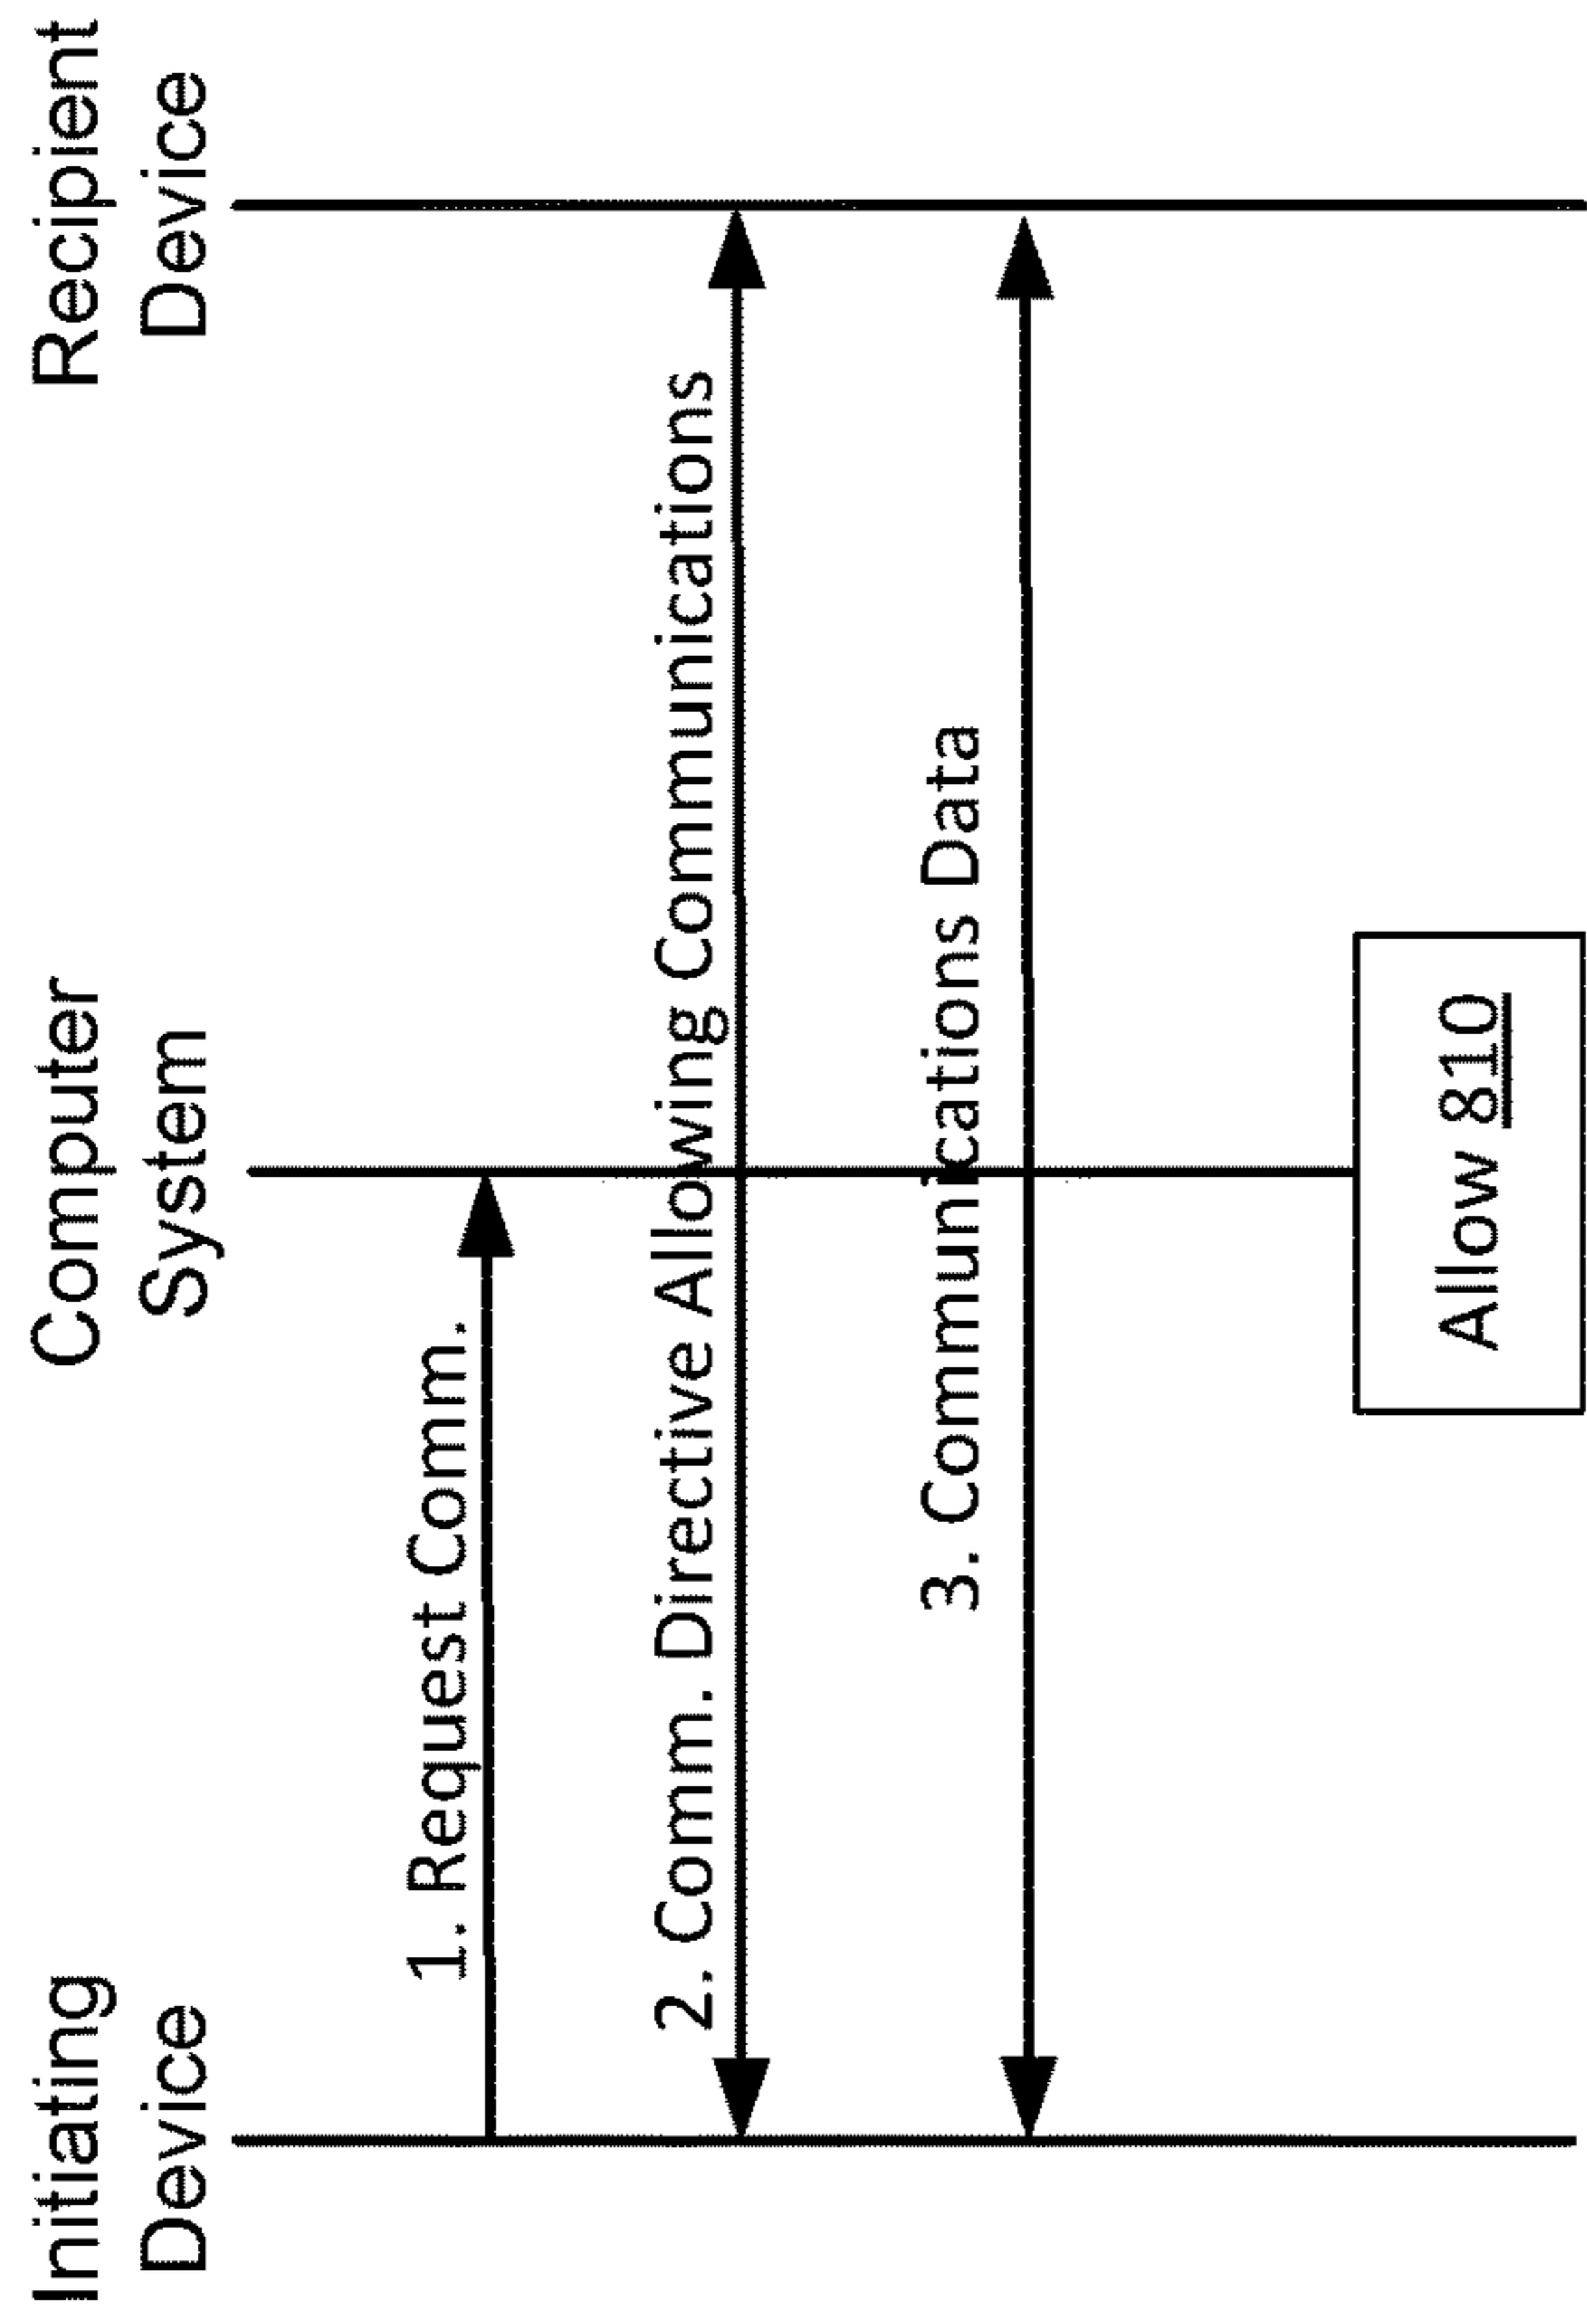 Initiating
Device
Computer
System
Recipient
Device
1. Request Comm.
2. Comm. Directive Allowing Communications
3. Communications Data
Allow 810